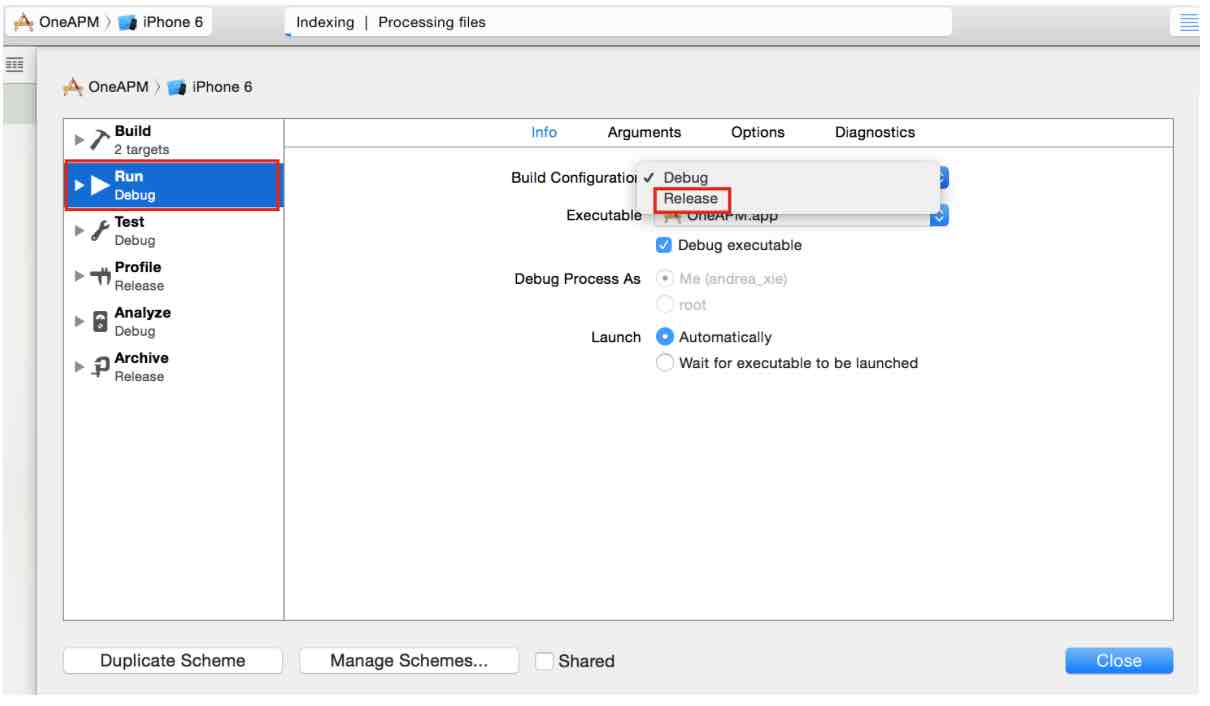 OneAPM 〉 iPhone 6
Indexing | Processing files
OneAPM 〉 iPhone 6
Build
2 targets
Run
Debug
Test
Debug
Profile
Release
Analyze
Debug
Archive
Release
Info Arguments Options Diagnostics
Build Configuration ✓ Debug
Release
Executable OneAPM.app
Debug executable
Debug Process As Me (andrea_xie)
root
Launch Automatically
Wait for executable to be launched
Duplicate Scheme Manage Schemes... Shared Close